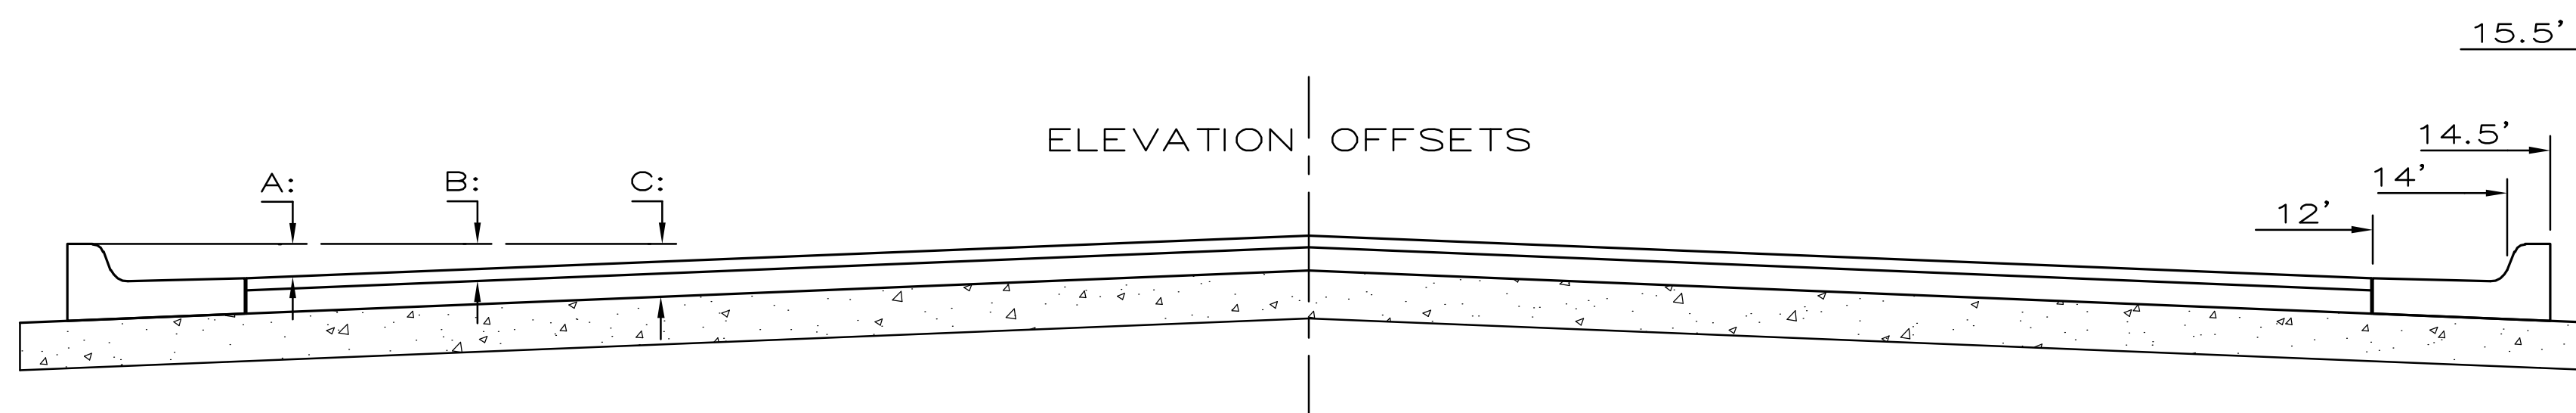 15.5'
ELEVATION OFFSETS
14.5'
14'
A:
B:
C:
12'